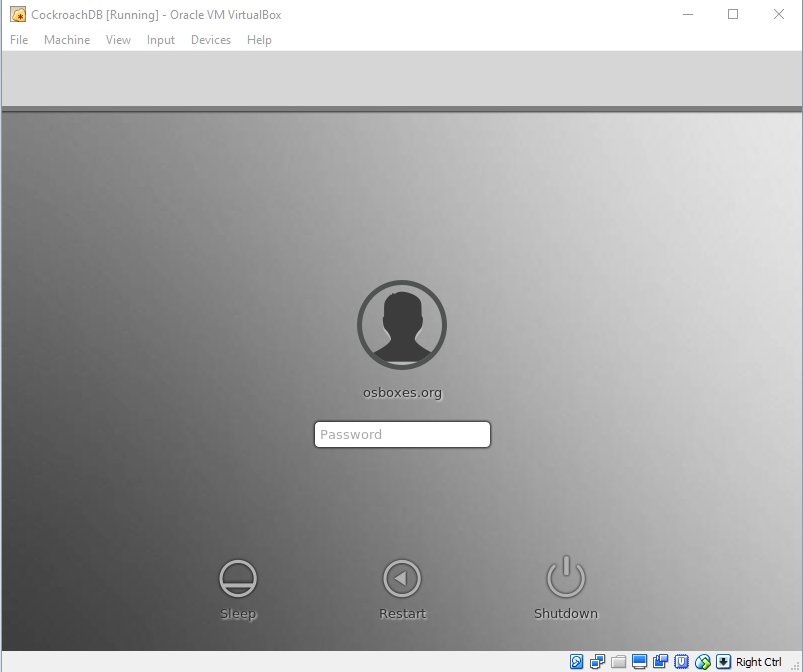 CockroachDB [Running] - Oracle VM VirtualBox
File Machine View Input Devices Help
osboxes.org
Password
Sleep Restart Shutdown
Right Ctrl